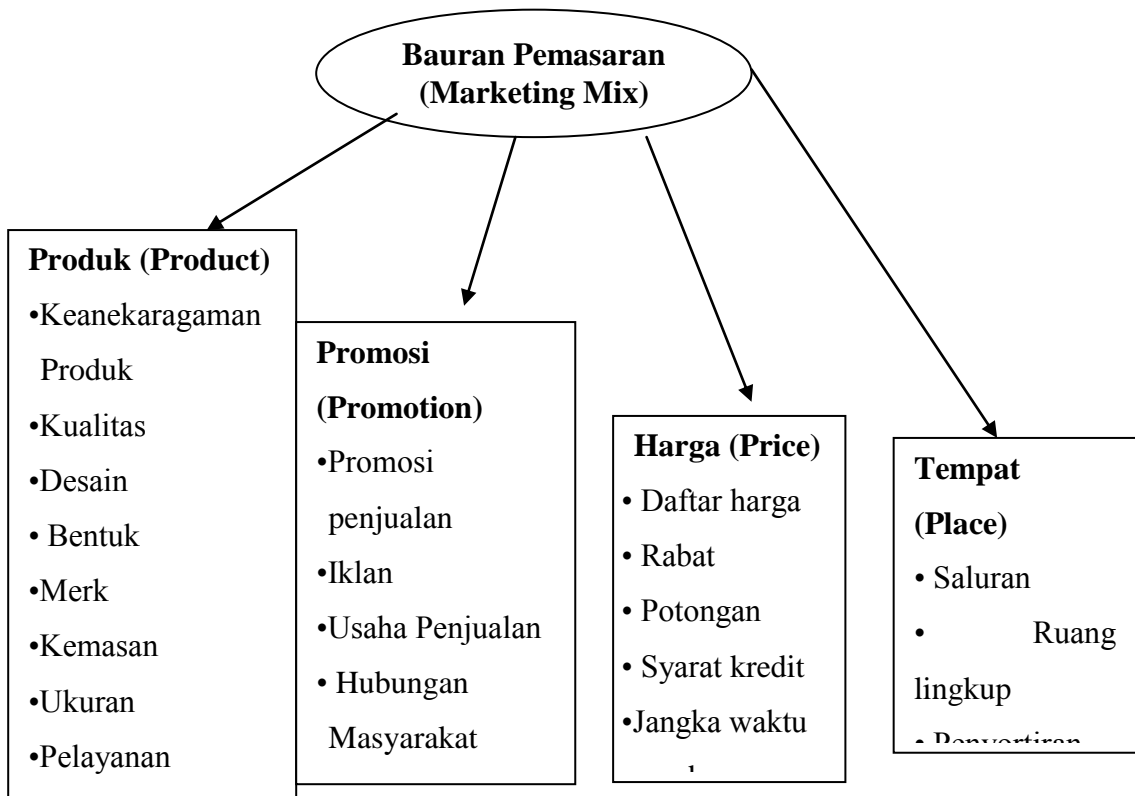 Bauran Pemasaran
(Marketing Mix)
Produk (Product)
•Keanekaragaman
Produk
•Kualitas
•Desain
• Bentuk
•Merk
•Kemasan
•Ukuran
•Pelayanan
Promosi
(Promotion)
•Promosi
penjualan
•Iklan
•Usaha Penjualan
• Hubungan
Masyarakat
Harga (Price)
• Daftar harga
• Rabat
• Potongan
• Syarat kredit
•Jangka waktu
Tempat
(Place)
• Saluran
• Ruang
lingkup
• Penyortiran